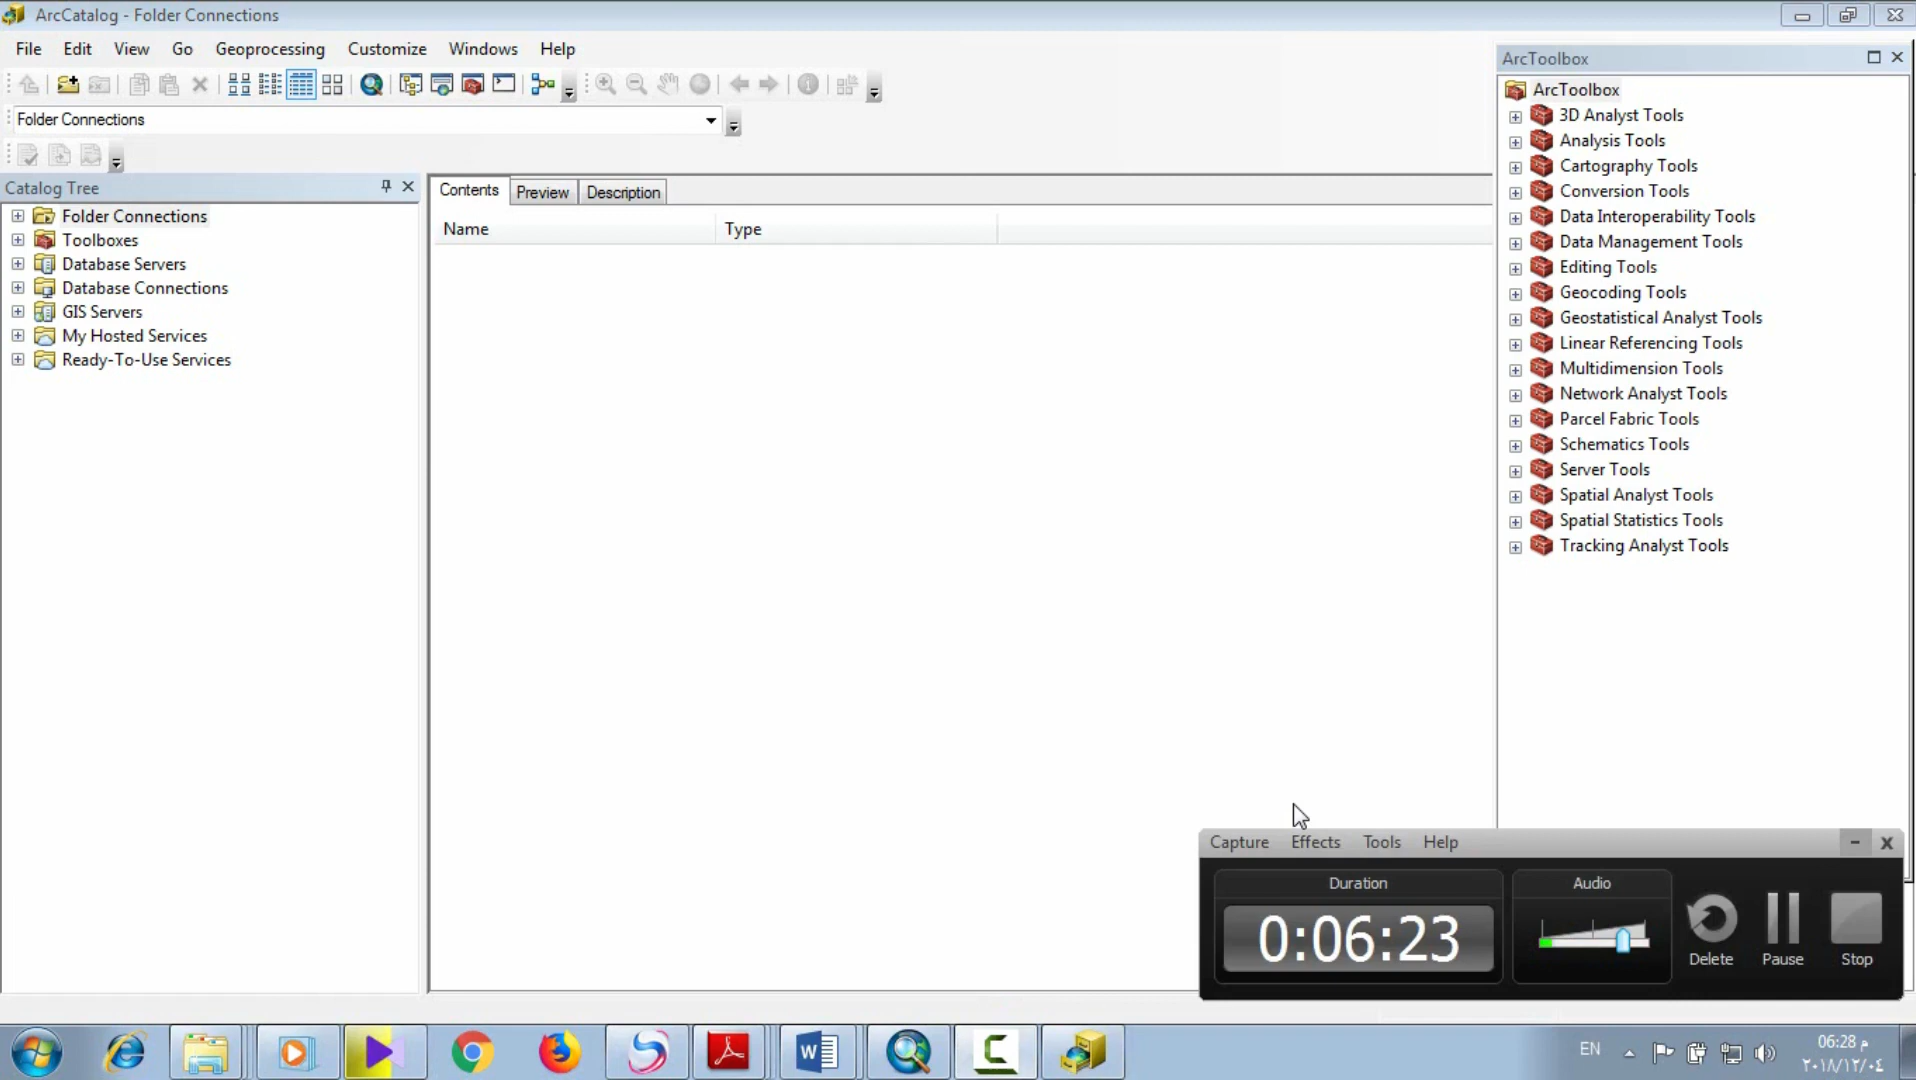 ArcCatalog - Folder Connections
File Edit View Go Geoprocessing Customize Windows Help
Folder Connections
Catalog Tree
Folder Connections
Toolboxes
Database Servers
Database Connections
GIS Servers
My Hosted Services
Ready-To-Use Services
Contents Preview Description
Name Type
ArcToolbox
ArcToolbox
3D Analyst Tools
Analysis Tools
Cartography Tools
Conversion Tools
Data Interoperability Tools
Data Management Tools
Editing Tools
Geocoding Tools
Geostatistical Analyst Tools
Linear Referencing Tools
Multidimension Tools
Network Analyst Tools
Parcel Fabric Tools
Schematics Tools
Server Tools
Spatial Analyst Tools
Spatial Statistics Tools
Tracking Analyst Tools
Capture Effects Tools Help
Duration Audio
0:06:23
Delete Pause Stop
EN
06:28 م
٢٠١٨/١٢/٠٤